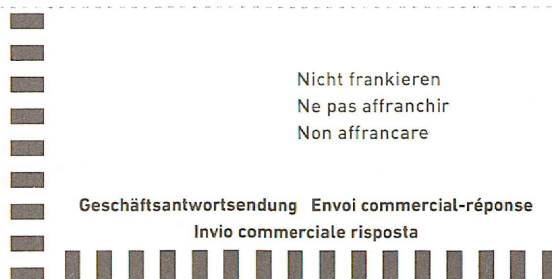 Nicht frankieren
Ne pas affranchir
Non affrancare
Geschäftsantwortsendung Envoi commercial-réponse
Invio commerciale risposta